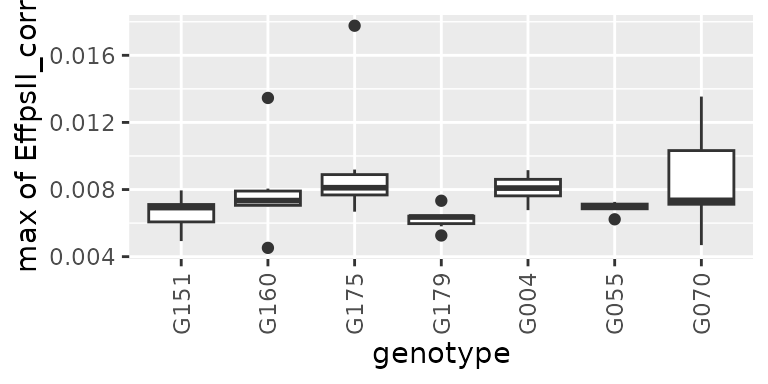 max of EffpsII_corr
0.016
0.012
0.008
0.004
G151
G160
G175
G179
G004
G055
G070
genotype